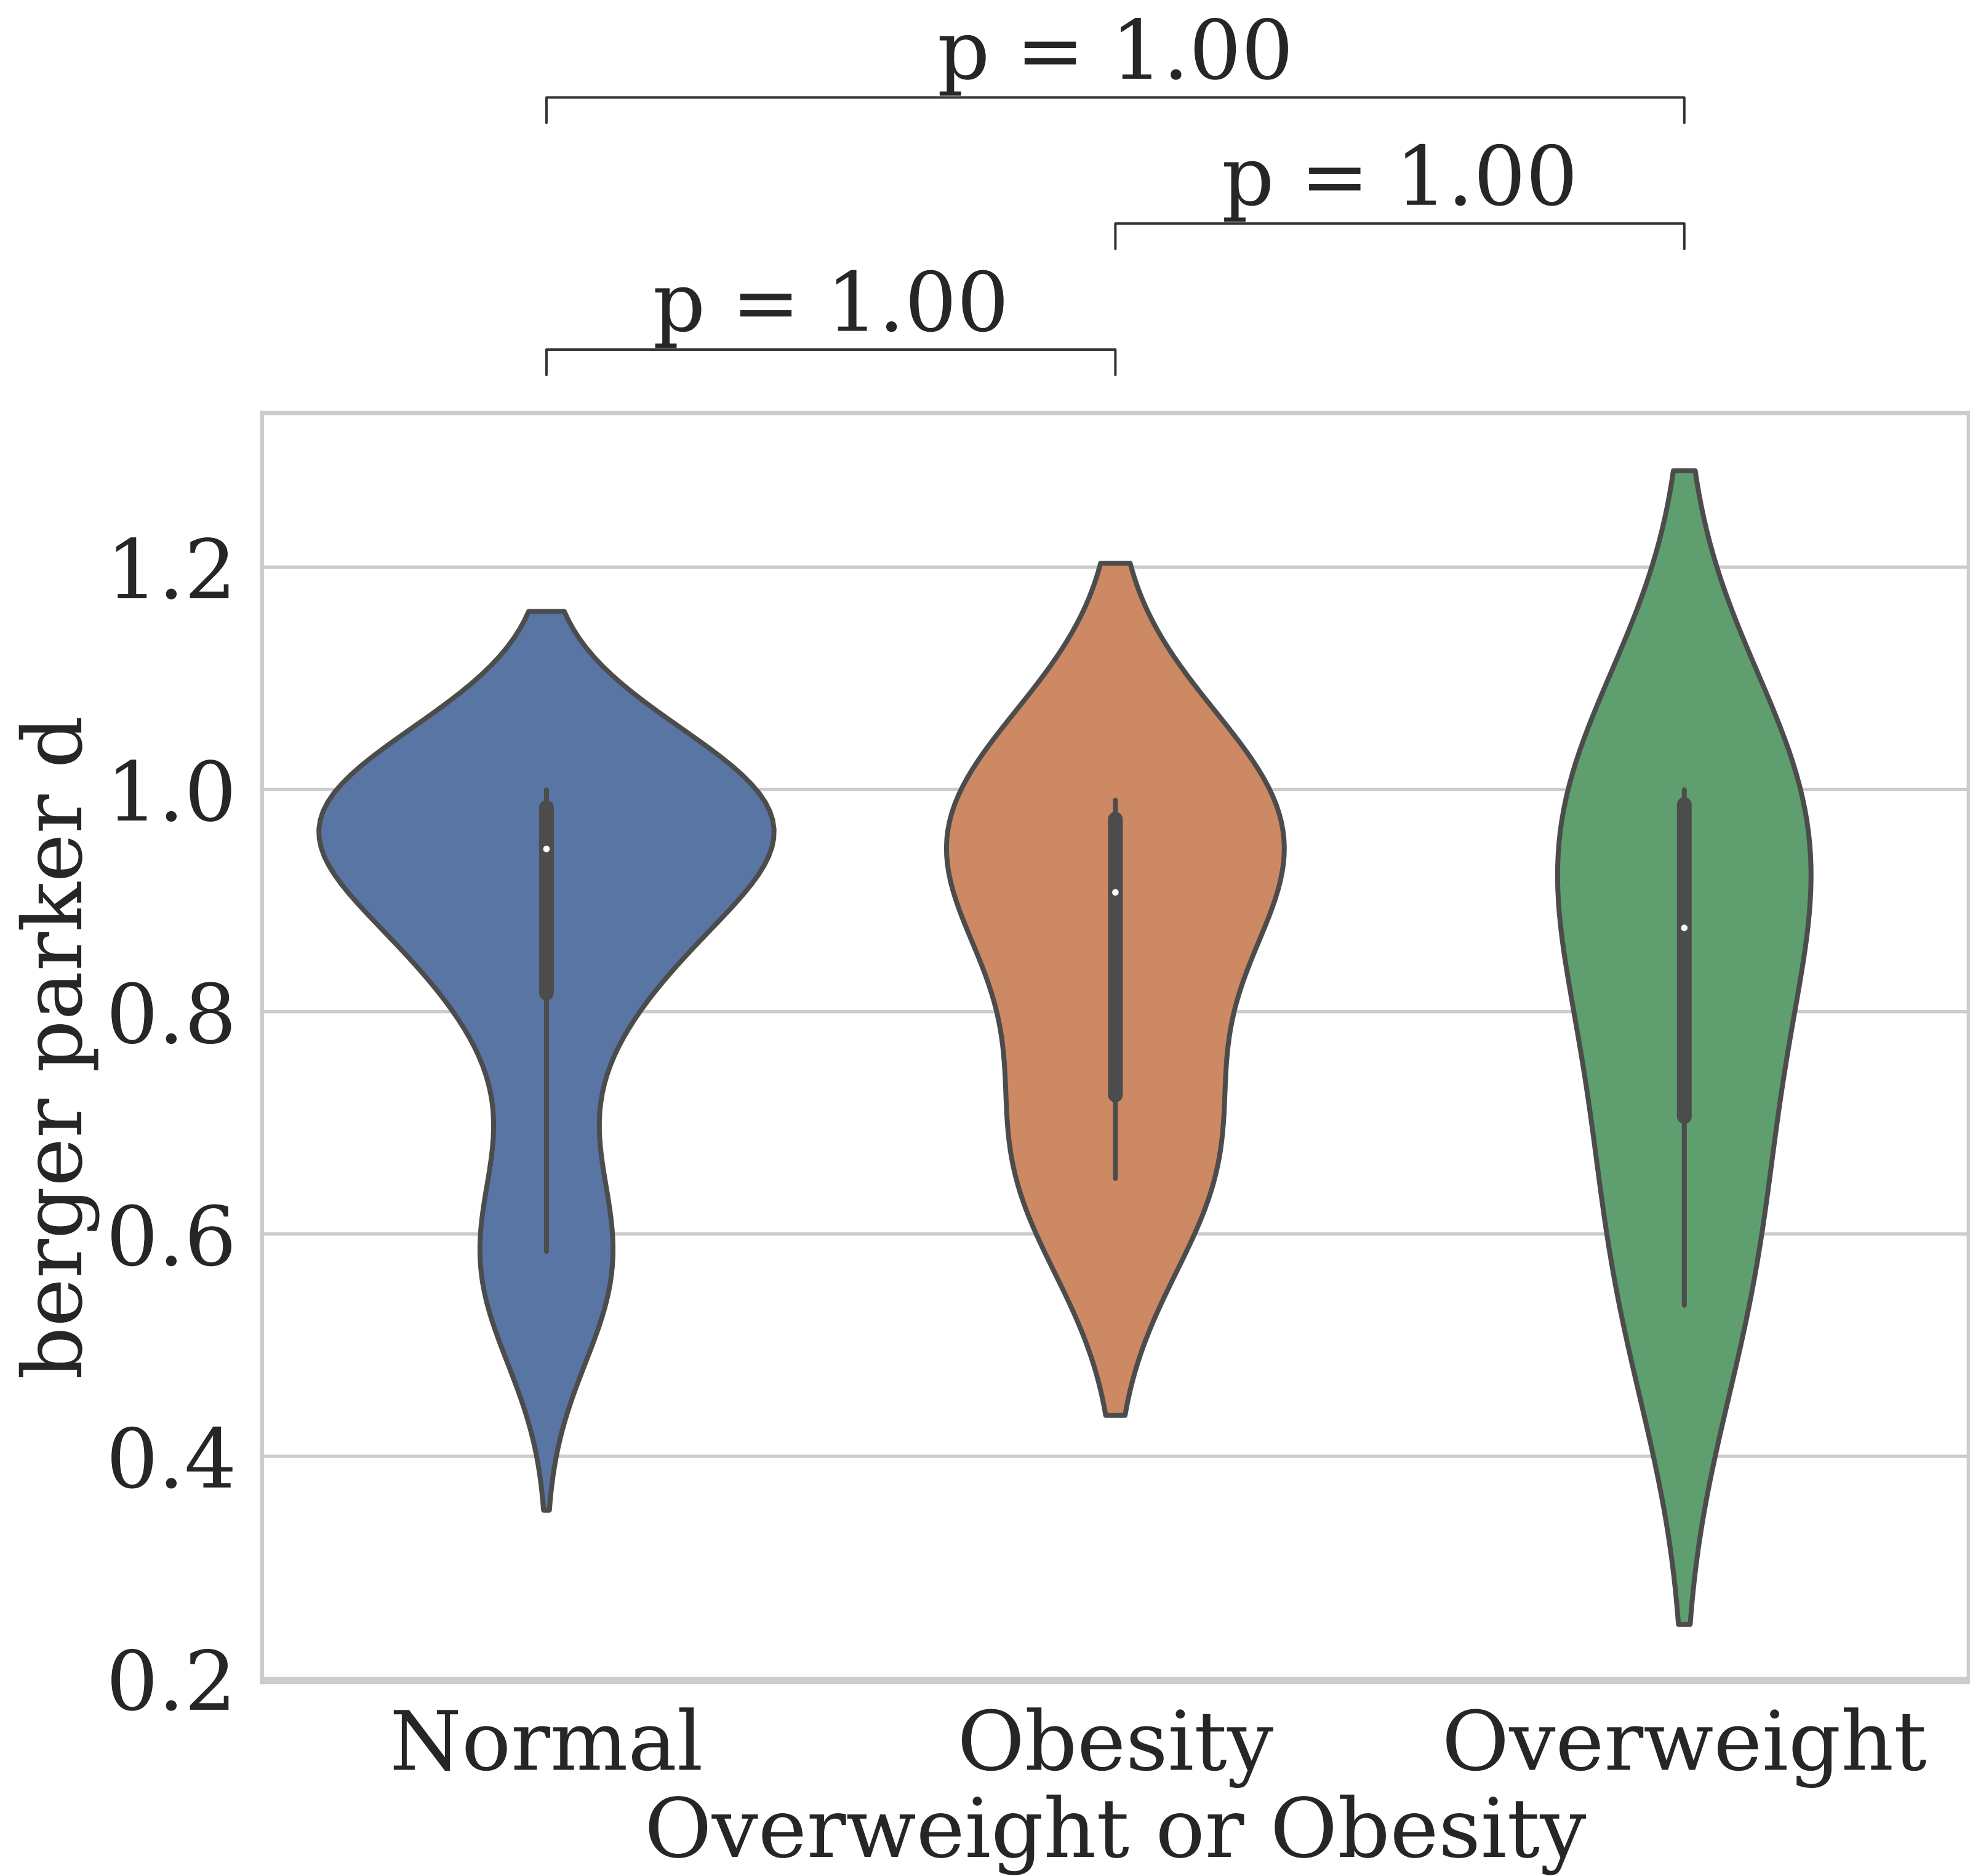 p = 1.00
p = 1.00
p = 1.00
berger parker d
1.2
1.0
0.8
0.6
0.4
0.2
Normal
Obesity
Overweight
Overweight or Obesity